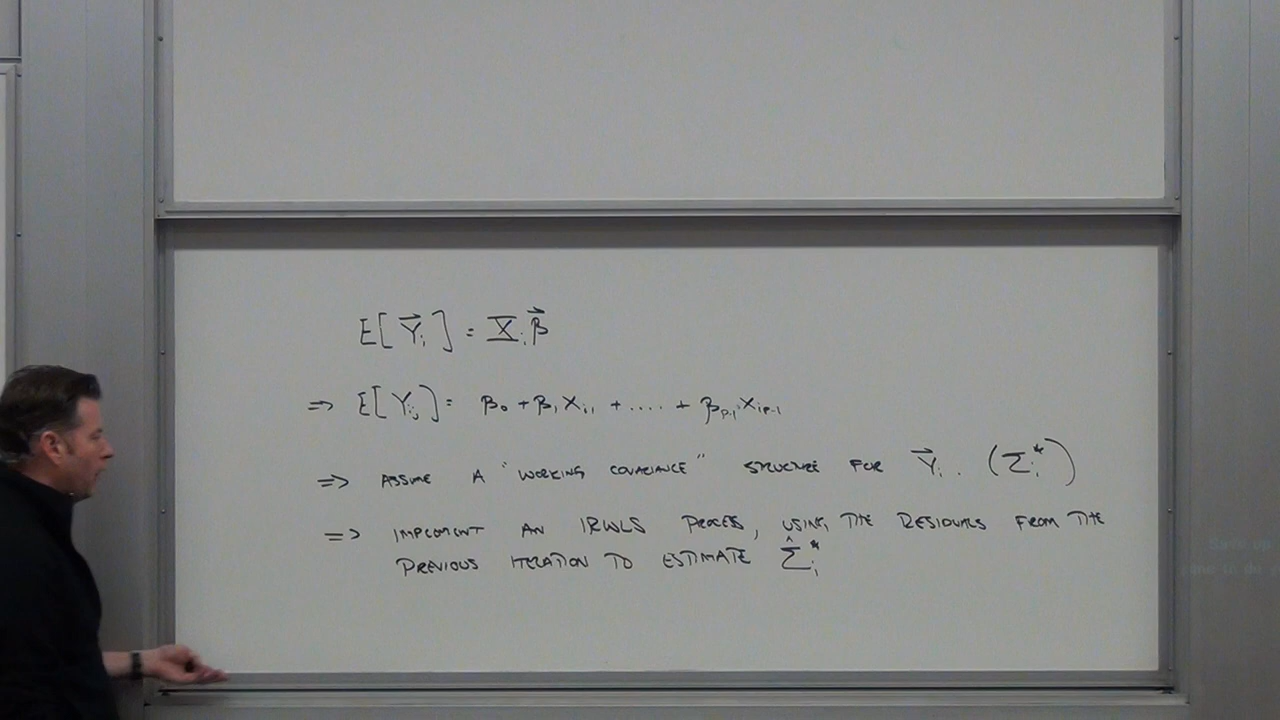 E[Y⃗ᵢ] = X̲ᵢβ⃗
⇒ E[Yᵢⱼ] = β₀ + β₁Xᵢ₁ + .... + βₚ₋₁Xᵢₚ₋₁
⇒ ASSUME A "WORKING COVARIANCE" STRUCTURE FOR Y⃗ᵢ. (Σᵢ*)
⇒ IMPLEMENT AN IRWLS PROCESS, USING THE RESIDUALS FROM THE
PREVIOUS ITERATION TO ESTIMATE Σ̂ᵢ*